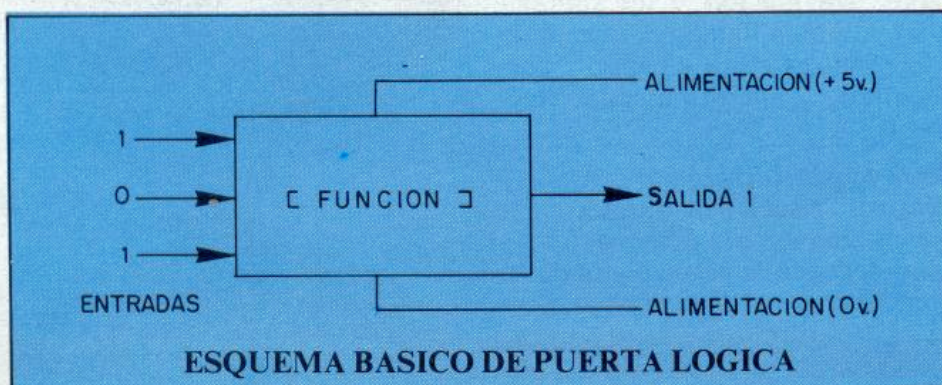 ALIMENTACION (+ 5v.)
1
0
[ FUNCION ]
SALIDA 1
1
ENTRADAS
ALIMENTACION (0v.)
ESQUEMA BASICO DE PUERTA LOGICA